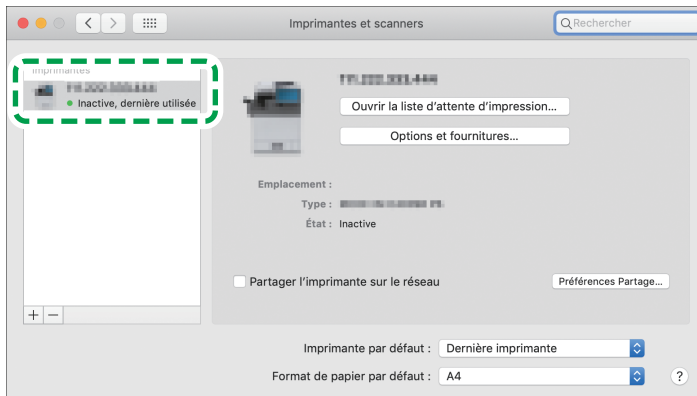 Imprimantes et scanners
Rechercher
Imprimantes
Inactive, dernière utilisée
Ouvrir la liste d'attente d'impression...
Options et fournitures...
Emplacement :
Type :
État : Inactive
Partager l'imprimante sur le réseau
Préférences Partage...
+ −
Imprimante par défaut : Dernière imprimante
Format de papier par défaut : A4
?